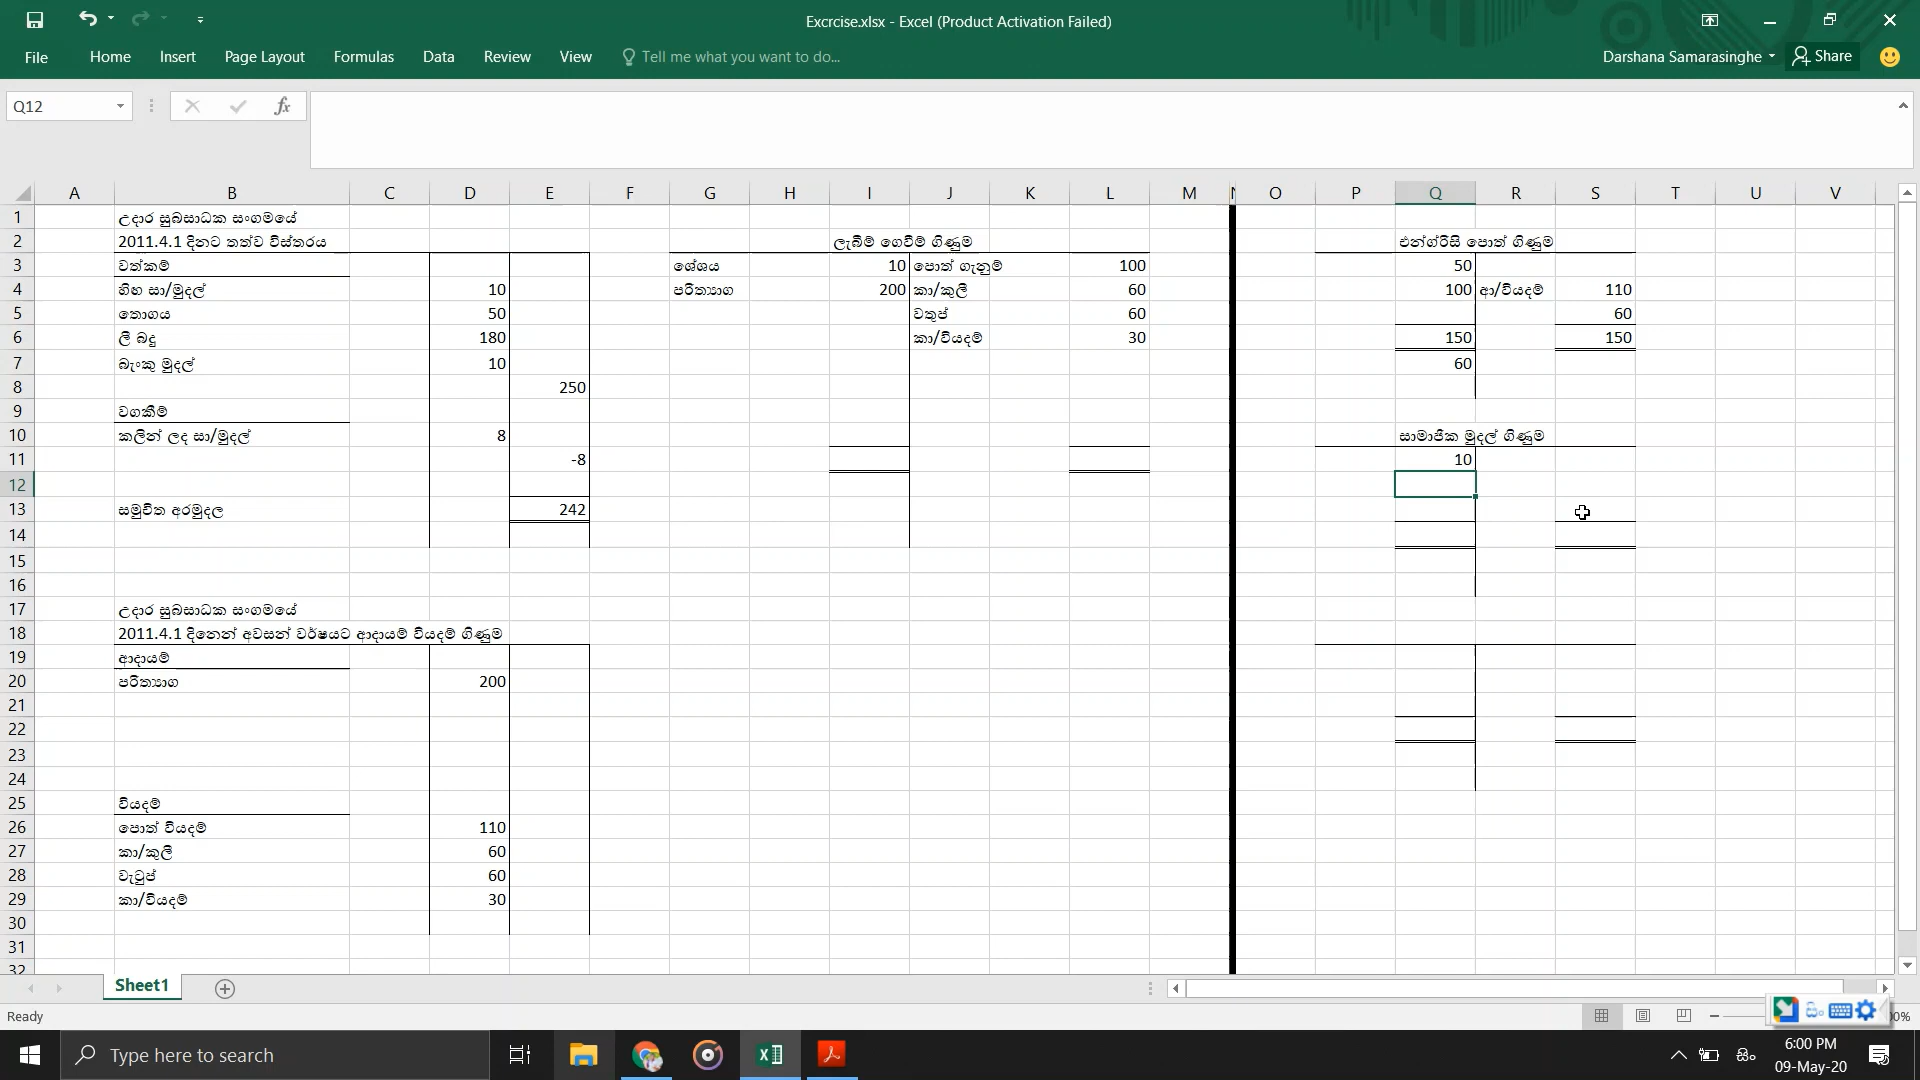 Excrcise.xlsx - Excel (Product Activation Failed)
File Home Insert Page Layout Formulas Data Review View Tell me what you want to do... Darshana Samarasinghe Share
Q12 fx
A B C D E F G H I J K L M N O P Q R S T U V
1 උදාර සුබසාධක සංගමයේ
2 2011.4.1 දිනට තත්ව විස්තරය ලැබීම් ගෙවීම් ගිණුම එන්ග්රීසි පොත් ගිණුම
3 වත්කම් ශේශය 10 පොත් ගැනුම් 100 50
4 හිඟ සා/මුදල් 10 පරිත්‍යාග 200 කා/කුලී 60 100 ආ/වියදම් 110
5 තොගය 50 වතුප් 60 60
6 ලී බදු 180 කා/වියදම් 30 150 150
7 බැංකු මුදල් 10 60
8 250
9 වගකීම්
10 කලින් ලද සා/මුදල් 8 සාමාජික මුදල් ගිණුම
11 -8 10
12
13 සමුචිත අරමුදල 242
14
15
16
17 උදාර සුබසාධක සංගමයේ
18 2011.4.1 දිනෙන් අවසන් වර්ෂයට ආදායම් වියදම් ගිණුම
19 ආදායම්
20 පරිත්‍යාග 200
21
22
23
24
25 වියදම්
26 පොත් වියදම් 110
27 කා/කුලී 60
28 වැටුප් 60
29 කා/වියදම් 30
30
31
32
Sheet1
Ready 00%
සිං
Type here to search සිං 6:00 PM
09-May-20